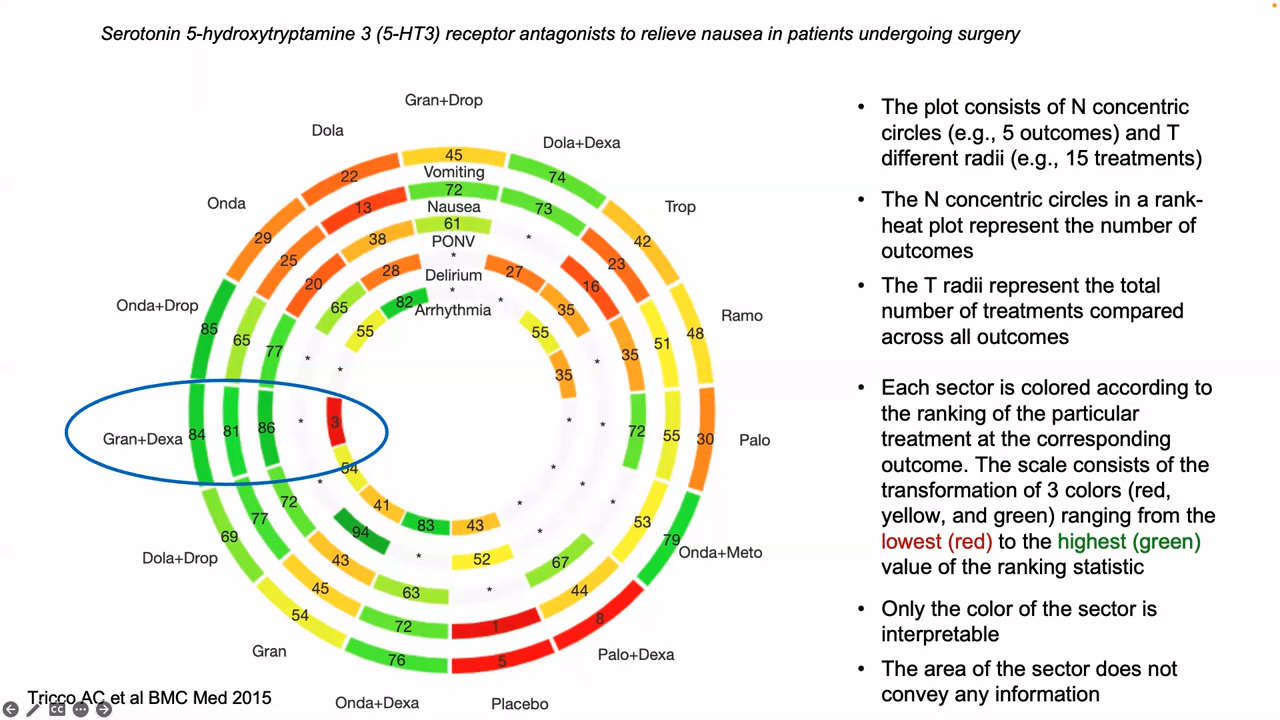 Serotonin 5-hydroxytryptamine 3 (5-HT3) receptor antagonists to relieve nausea in patients undergoing surgery
Gran+Drop
Dola
Dola+Dexa
Onda
Trop
Onda+Drop
Ramo
Gran+Dexa
Palo
Dola+Drop
Onda+Meto
Gran
Palo+Dexa
Onda+Dexa
Placebo
45
Vomiting
72
Nausea
61
PONV
*
Delirium
*
Arrhythmia
74
73
*
27
*
55
42
23
16
35
35
48
51
35
*
*
30
55
72
*
*
79
53
*
*
*
8
44
67
*
5
1
*
52
43
76
72
63
*
83
54
45
43
94
41
69
77
72
*
54
84
81
86
*
3
85
65
77
*
*
29
25
20
65
55
22
13
38
28
82
• The plot consists of N concentric
circles (e.g., 5 outcomes) and T
different radii (e.g., 15 treatments)
• The N concentric circles in a rank-
heat plot represent the number of
outcomes
• The T radii represent the total
number of treatments compared
across all outcomes
• Each sector is colored according to
the ranking of the particular
treatment at the corresponding
outcome. The scale consists of the
transformation of 3 colors (red,
yellow, and green) ranging from the
lowest (red) to the highest (green)
value of the ranking statistic
• Only the color of the sector is
interpretable
• The area of the sector does not
convey any information
Tricco AC et al BMC Med 2015